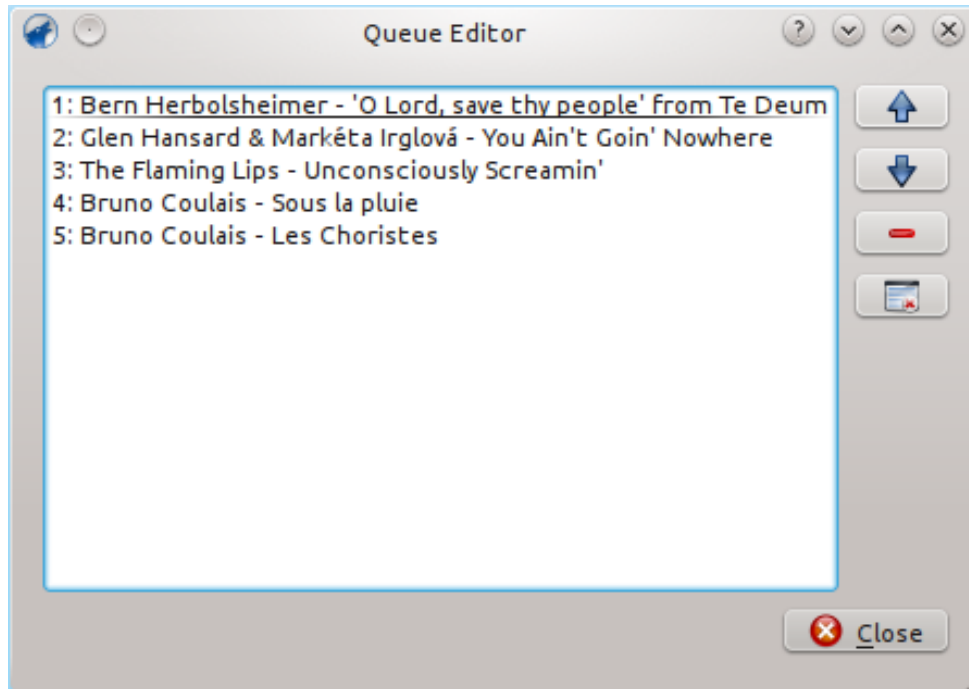 Queue Editor
1: Bern Herbolsheimer - 'O Lord, save thy people' from Te Deum
2: Glen Hansard & Markéta Irglová - You Ain't Goin' Nowhere
3: The Flaming Lips - Unconsciously Screamin'
4: Bruno Coulais - Sous la pluie
5: Bruno Coulais - Les Choristes
Close